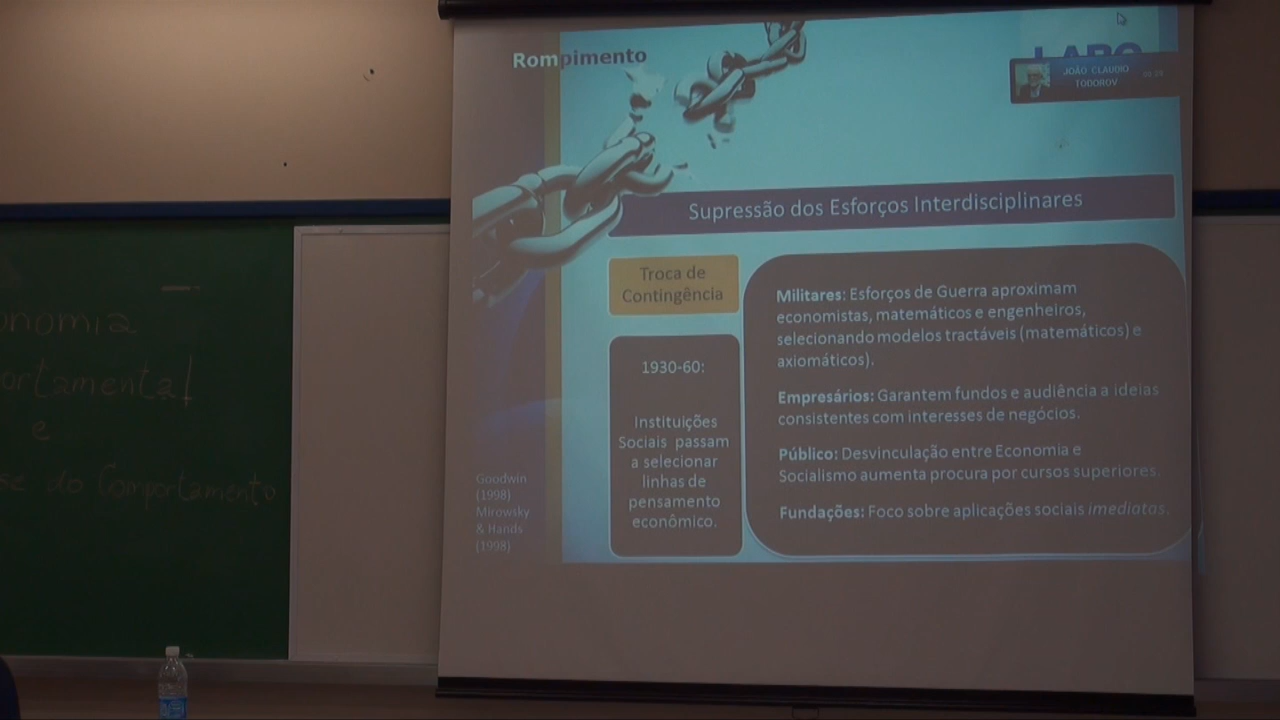 Rompimento
LABC
JOÃO CLAUDIO
TODOROV
Supressão dos Esforços Interdisciplinares
Troca de
Contingência
1930-60:
Instituições
Sociais passam
a selecionar
linhas de
pensamento
econômico.
Militares: Esforços de Guerra aproximam
economistas, matemáticos e engenheiros,
selecionando modelos tractáveis (matemáticos) e
axiomáticos).
Empresários: Garantem fundos e audiência a ideias
consistentes com interesses de negócios.
Público: Desvinculação entre Economia e
Socialismo aumenta procura por cursos superiores.
Fundações: Foco sobre aplicações sociais imediatas.
Goodwin
(1998)
Mirowsky
& Hands
(1998)
onomia
ortamental
e
se do Comportamento